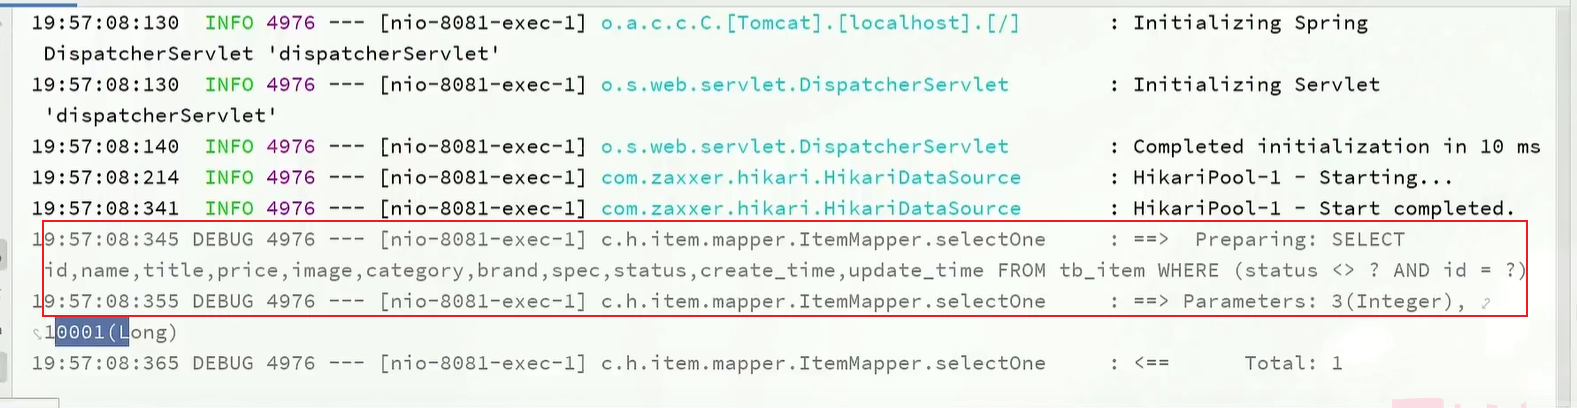 19:57:08:130  INFO 4976 --- [nio-8081-exec-1] o.a.c.c.C.[Tomcat].[localhost].[/]       : Initializing Spring
DispatcherServlet 'dispatcherServlet'
19:57:08:130  INFO 4976 --- [nio-8081-exec-1] o.s.web.servlet.DispatcherServlet        : Initializing Servlet
'dispatcherServlet'
19:57:08:140  INFO 4976 --- [nio-8081-exec-1] o.s.web.servlet.DispatcherServlet        : Completed initialization in 10 ms
19:57:08:214  INFO 4976 --- [nio-8081-exec-1] com.zaxxer.hikari.HikariDataSource       : HikariPool-1 - Starting...
19:57:08:341  INFO 4976 --- [nio-8081-exec-1] com.zaxxer.hikari.HikariDataSource       : HikariPool-1 - Start completed.
19:57:08:345 DEBUG 4976 --- [nio-8081-exec-1] c.h.item.mapper.ItemMapper.selectOne     : ==>  Preparing: SELECT
id,name,title,price,image,category,brand,spec,status,create_time,update_time FROM tb_item WHERE (status <> ? AND id = ?)
19:57:08:355 DEBUG 4976 --- [nio-8081-exec-1] c.h.item.mapper.ItemMapper.selectOne     : ==> Parameters: 3(Integer),
10001(Long)
19:57:08:365 DEBUG 4976 --- [nio-8081-exec-1] c.h.item.mapper.ItemMapper.selectOne     : <==      Total: 1